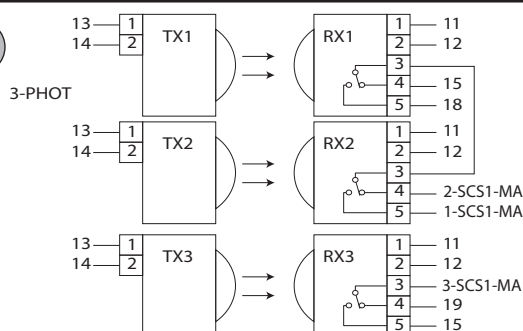 3-PHOT
13 1 TX1 RX1 1 11
14 2 2 12
3
4 15
5 18
13 1 TX2 RX2 1 11
14 2 2 12
3
4 2-SCS1-MA
5 1-SCS1-MA
13 1 TX3 RX3 1 11
14 2 2 12
3 3-SCS1-MA
4 19
5 15